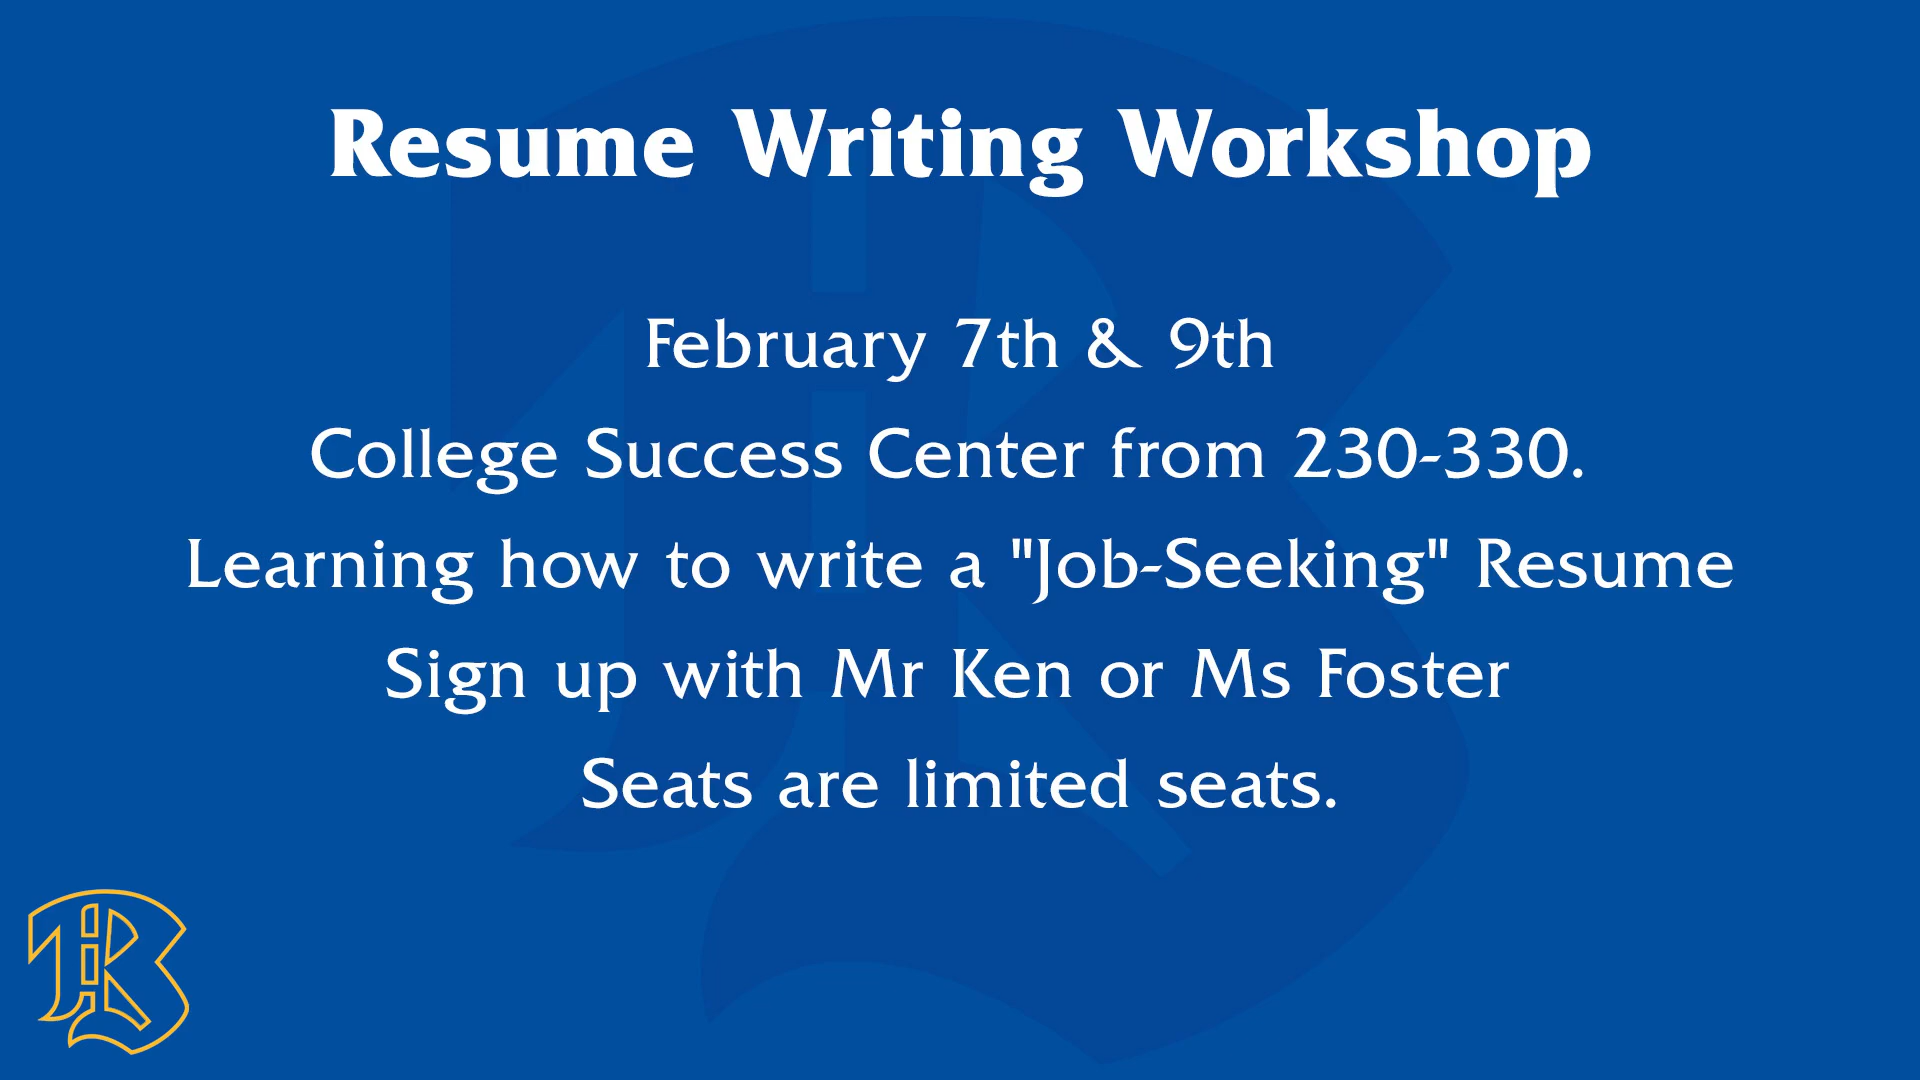 Resume Writing Workshop
February 7th & 9th
College Success Center from 230-330.
Learning how to write a "Job-Seeking" Resume
Sign up with Mr Ken or Ms Foster
Seats are limited seats.
B